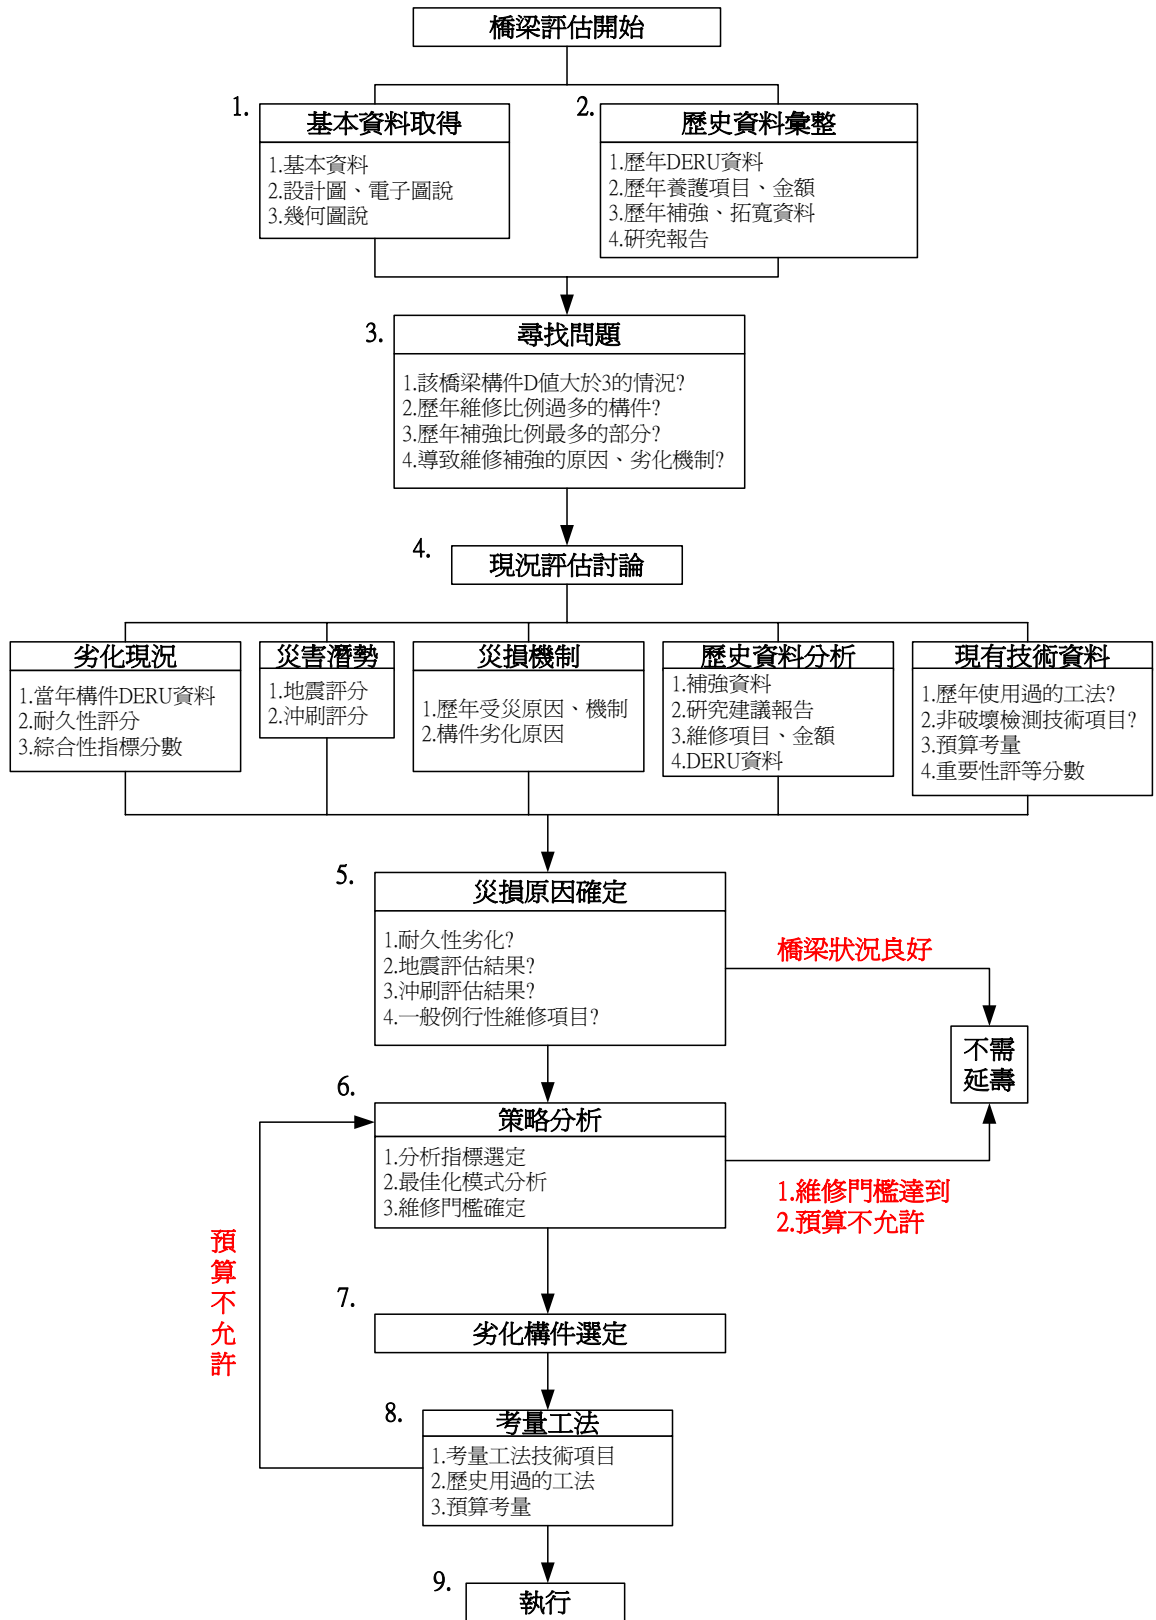 橋梁評估開始
1.
基本資料取得
1.基本資料
2.設計圖、電子圖說
3.幾何圖說
2.
歷史資料彙整
1.歷年DERU資料
2.歷年養護項目、金額
3.歷年補強、拓寬資料
4.研究報告
3.
尋找問題
1.該橋梁構件D值大於3的情況?
2.歷年維修比例過多的構件?
3.歷年補強比例最多的部分?
4.導致維修補強的原因、劣化機制?
4.
現況評估討論
劣化現況
1.當年構件DERU資料
2.耐久性評分
3.綜合性指標分數
災害潛勢
1.地震評分
2.沖刷評分
災損機制
1.歷年受災原因、機制
2.構件劣化原因
歷史資料分析
1.補強資料
2.研究建議報告
3.維修項目、金額
4.DERU資料
現有技術資料
1.歷年使用過的工法?
2.非破壞檢測技術項目?
3.預算考量
4.重要性評等分數
5.
災損原因確定
1.耐久性劣化?
2.地震評估結果?
3.沖刷評估結果?
4.一般例行性維修項目?
橋梁狀況良好
不需
延壽
6.
策略分析
1.分析指標選定
2.最佳化模式分析
3.維修門檻確定
1.維修門檻達到
2.預算不允許
預
算
不
允
許
7.
劣化構件選定
8.
考量工法
1.考量工法技術項目
2.歷史用過的工法
3.預算考量
9.
執行